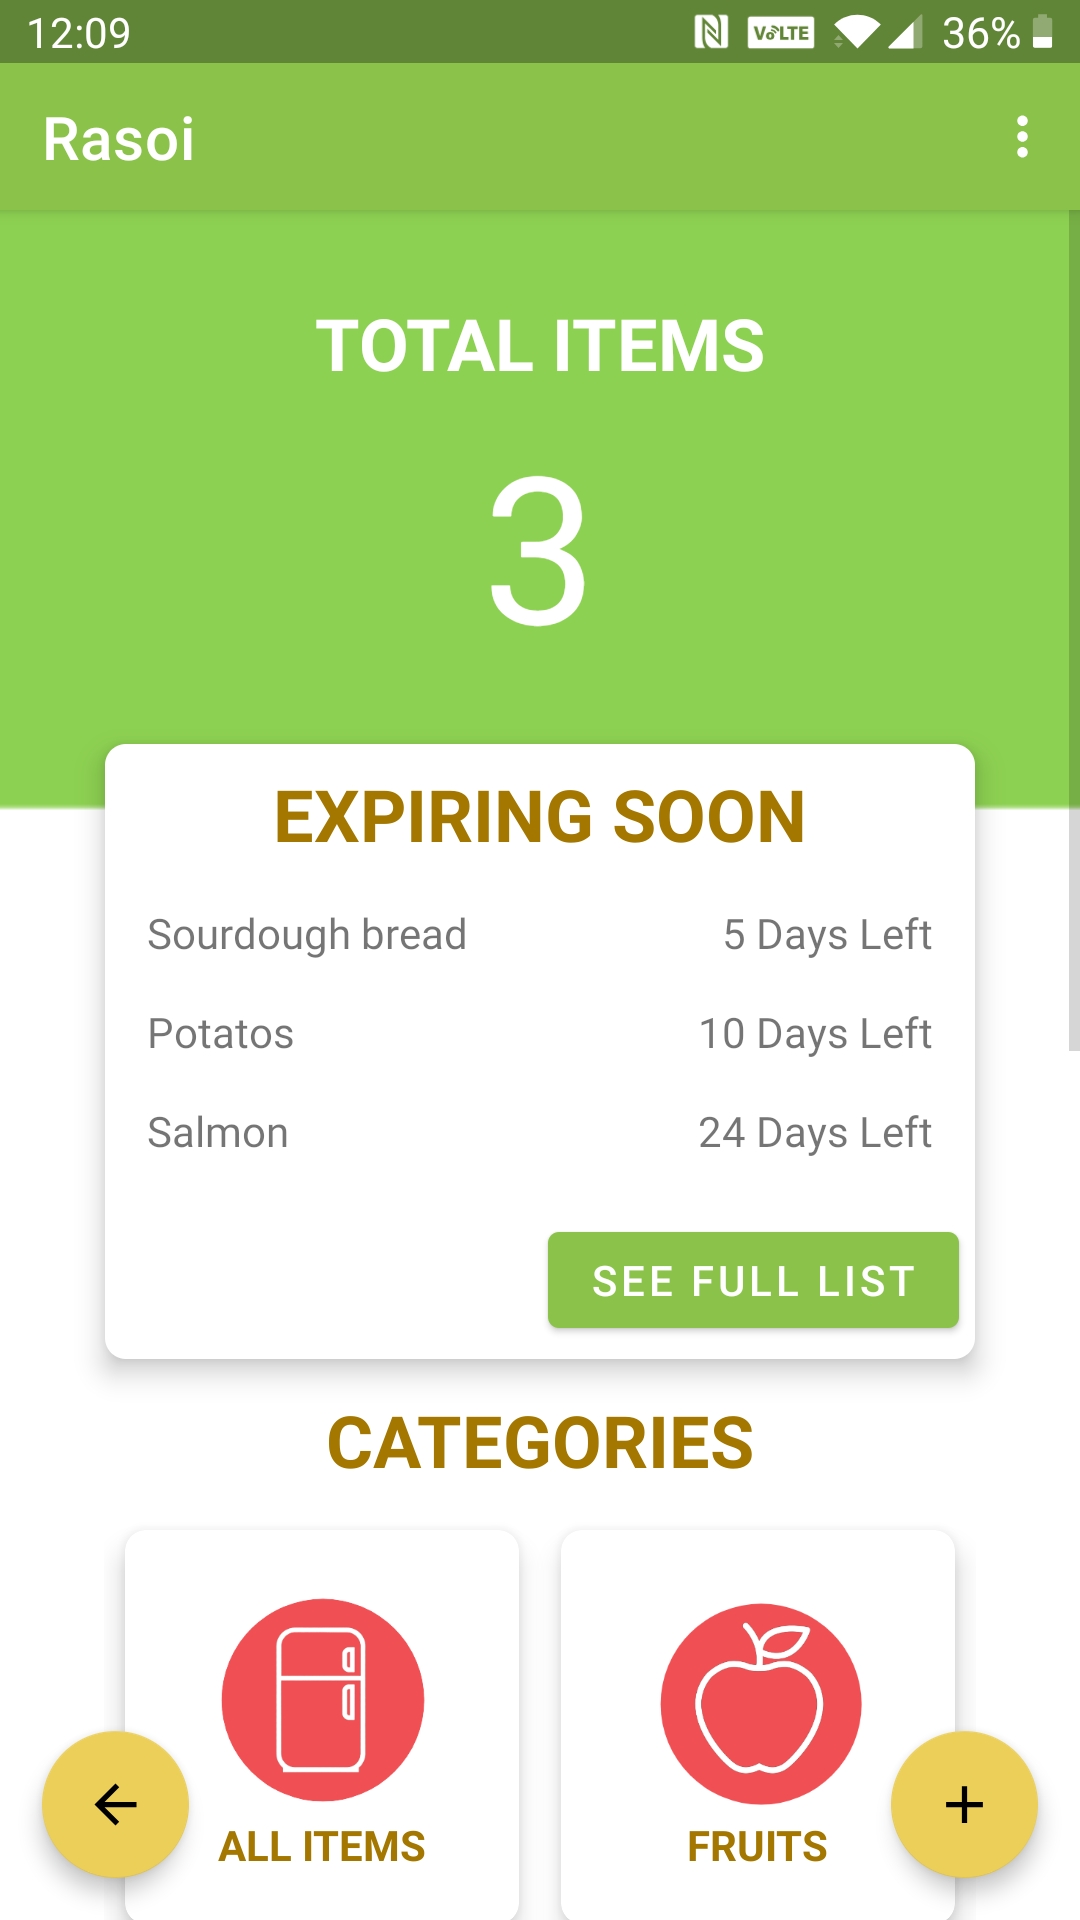 12:09 VoLTE 36%
Rasoi
TOTAL ITEMS
3
EXPIRING SOON
Sourdough bread 5 Days Left
Potatos 10 Days Left
Salmon 24 Days Left
SEE FULL LIST
CATEGORIES
ALL ITEMS FRUITS